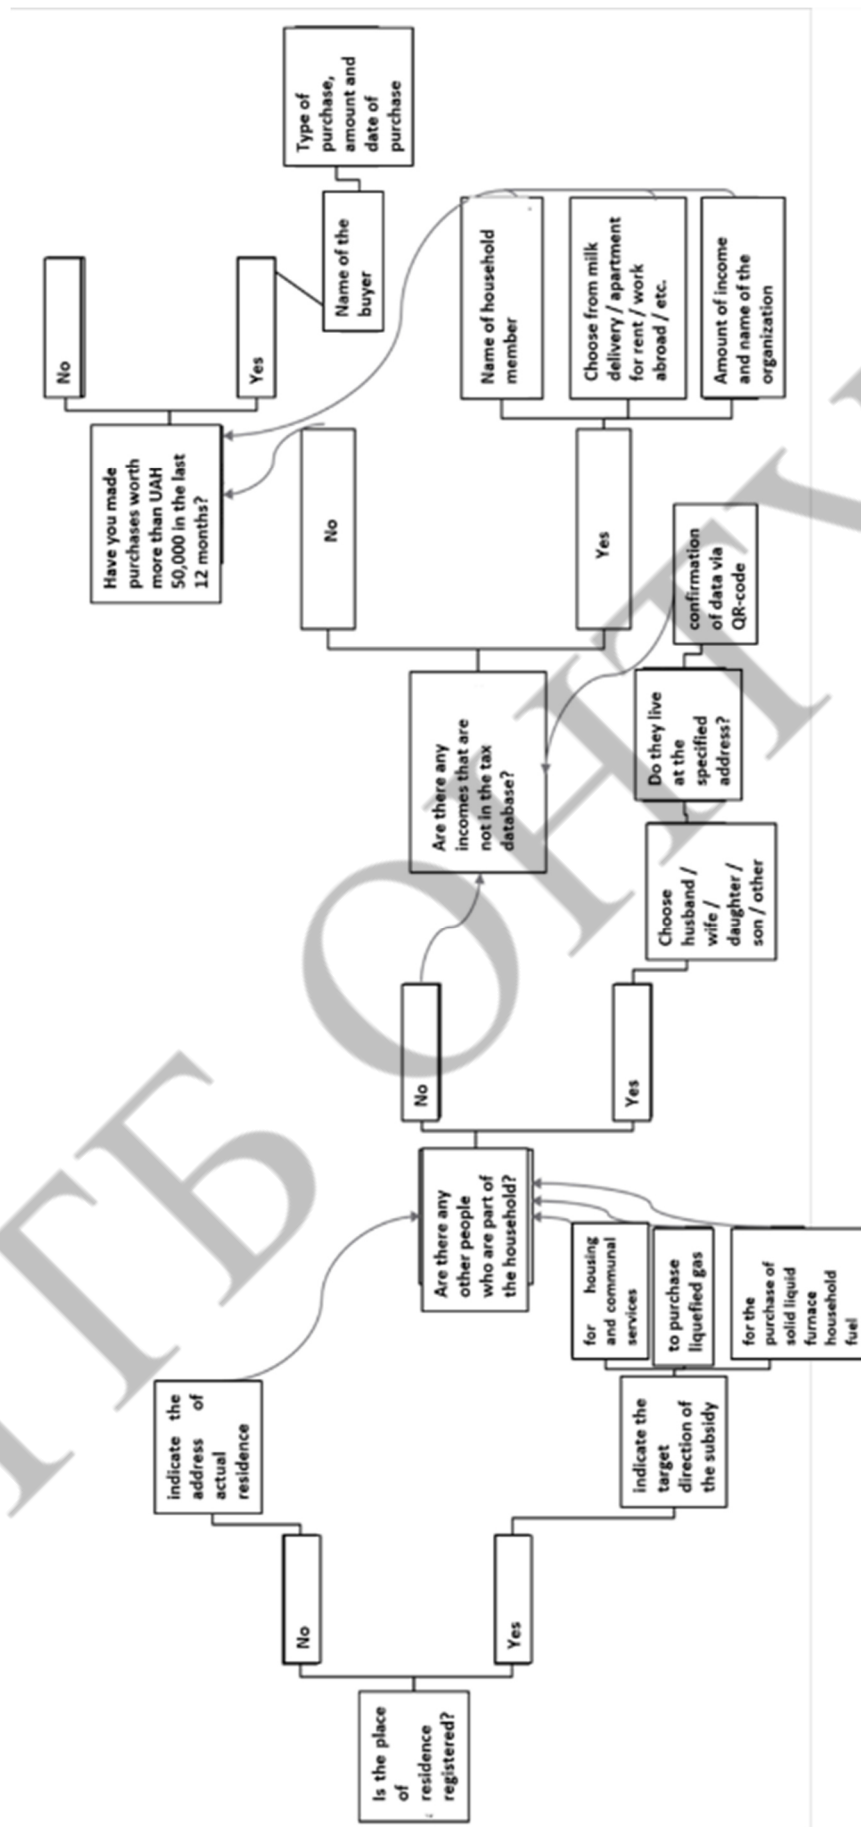 Is the place
of
residence
registered?
No
Yes
indicate the
address of
actual
residence
indicate the
target
direction of
the subsidy
for housing
and communal
services
to purchase
liquefied gas
for the
purchase of
solid liquid
furnace
household
fuel
Are there any
other people
who are part of
the household?
No
Yes
Choose
husband /
wife /
daughter /
son / other
Do they live
at the
specified
address?
confirmation
of data via
QR-code
Are there any
incomes that are
not in the tax
database?
No
Yes
Name of household
member
Choose from milk
delivery / apartment
for rent / work
abroad / etc.
Amount of income
and name of the
organization
Have you made
purchases worth
more than UAH
50,000 in the last
12 months?
No
Yes
Name of the
buyer
Type of
purchase,
amount and
date of
purchase